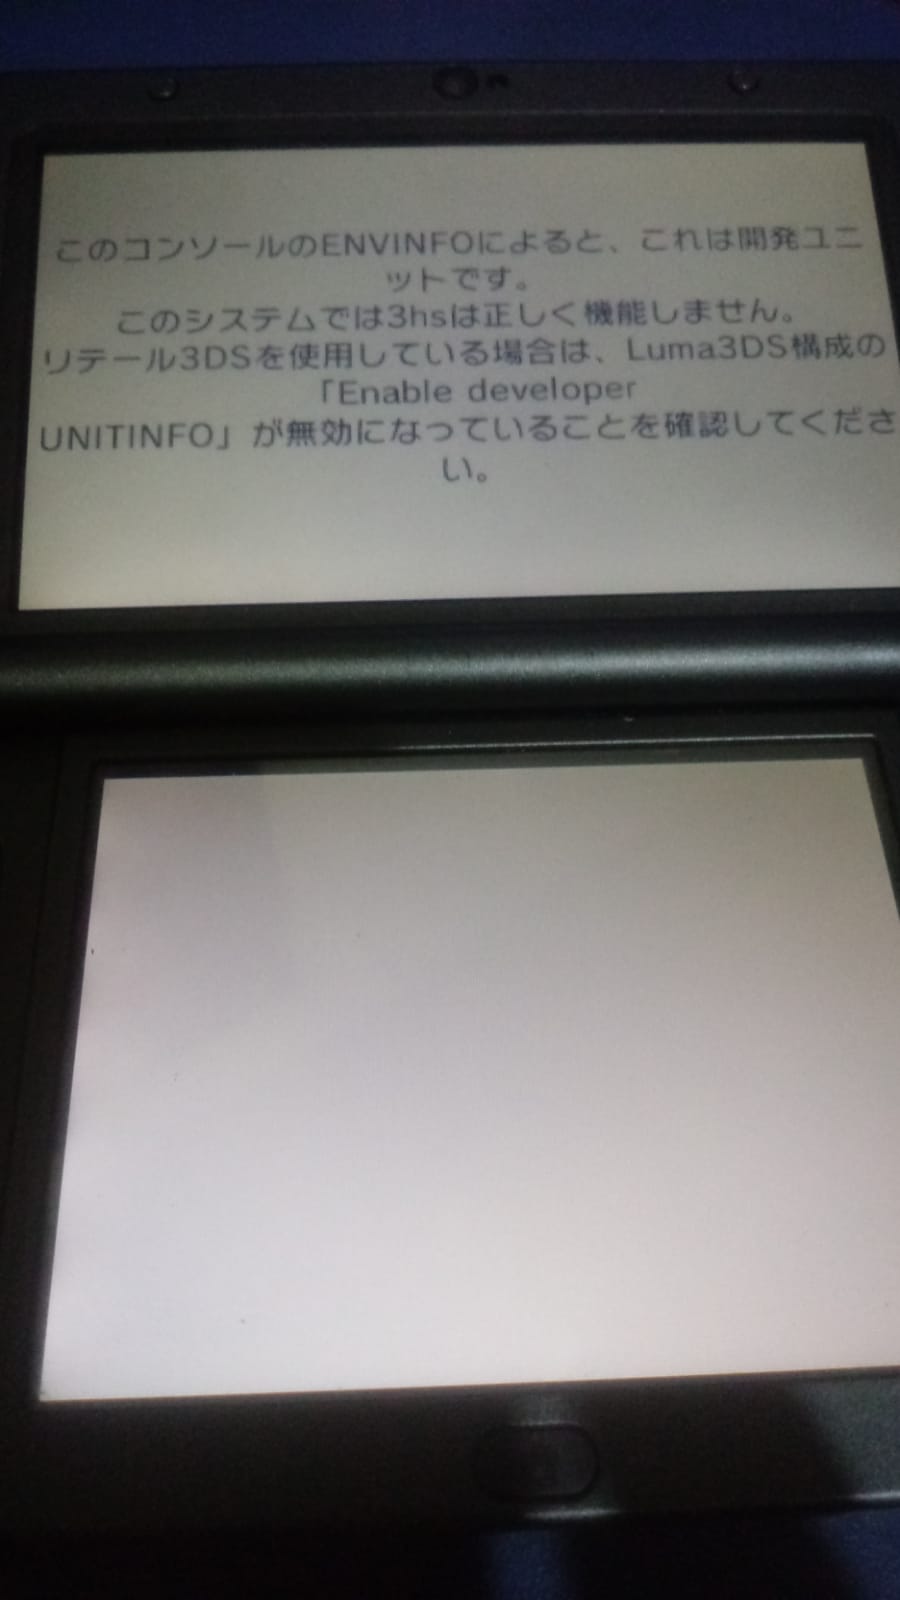 このコンソールのENVINFOによると、これは開発ユニ
ットです。
このシステムでは3hsは正しく機能しません。
リテール3DSを使用している場合は、Luma3DS構成の
「Enable developer
UNITINFO」が無効になっていることを確認してくださ
い。